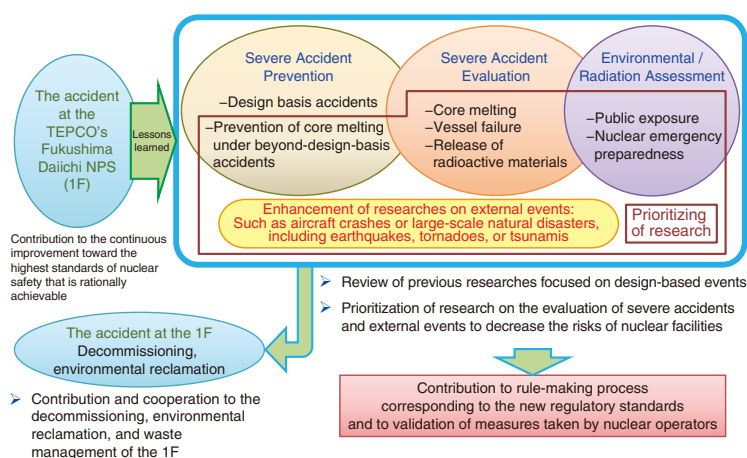 The accident
at the
TEPCO's
Fukushima
Daiichi NPS
(1F)
Lessons
learned
Severe Accident
Prevention
–Design basis accidents
–Prevention of core melting
under beyond-design-basis
accidents
Severe Accident
Evaluation
–Core melting
–Vessel failure
–Release of
radioactive materials
Environmental /
Radiation Assessment
–Public exposure
–Nuclear emergency
preparedness
Enhancement of researches on external events:
Such as aircraft crashes or large-scale natural disasters,
including earthquakes, tornadoes, or tsunamis
Prioritizing
of research
Contribution to the continuous
improvement toward the
highest standards of nuclear
safety that is rationally
achievable
➢ Review of previous researches focused on design-based events
➢ Prioritization of research on the evaluation of severe accidents
and external events to decrease the risks of nuclear facilities
The accident at the 1F
Decommissioning,
environmental reclamation
➢ Contribution and cooperation to the
decommissioning, environmental
reclamation, and waste
management of the 1F
Contribution to rule-making process
corresponding to the new regulatory standards
and to validation of measures taken by nuclear operators